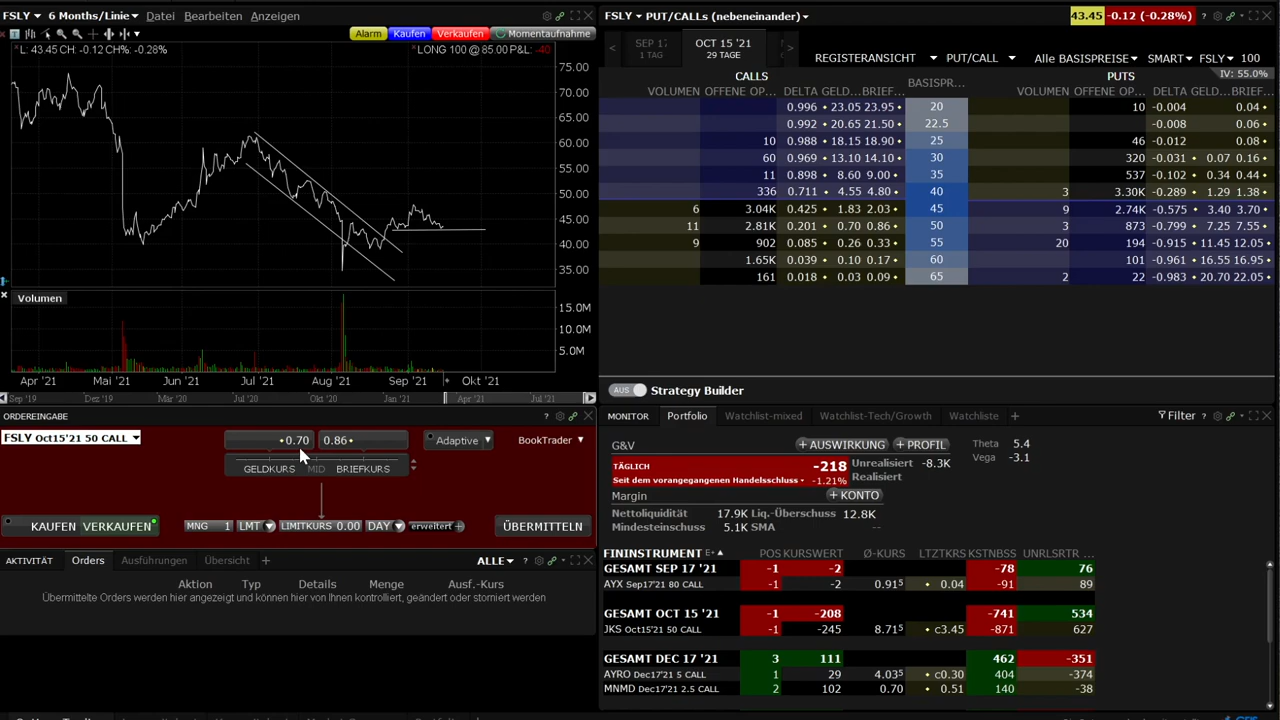 FSLY▾ 6 Months/Linie▾ Datei Bearbeiten Anzeigen
Alarm Kaufen Verkaufen Momentaufnahme
L: 43.45 CH: -0.12 CH%: -0.28%
LONG 100 @ 85.00 P&L: -40
75.00
70.00
65.00
60.00
55.00
50.00
45.00
40.00
35.00
Volumen
15.0M
10.0M
5.0M
Apr '21 Mai '21 Jun '21 Jul '21 Aug '21 Sep '21 Okt '21
Sep '19 Dez '19 Mär '20 Jul '20 Okt '20 Jan '21 Apr '21 Jul '21
ORDEREINGABE
FSLY Oct15'21 50 CALL
0.70 0.86 Adaptive BookTrader
GELDKURS MID BRIEFKURS
KAUFEN VERKAUFEN MNG 1 LMT LIMITKURS 0.00 DAY erweitert ÜBERMITTELN
AKTIVITÄT Orders Ausführungen Übersicht + ALLE▾
Aktion Typ Details Menge Ausf.-Kurs
Übermittelte Orders werden hier angezeigt und können hier von Ihnen kontrolliert, geändert oder storniert werden
FSLY▾ PUT/CALLs (nebeneinander)▾ 43.45 -0.12 (-0.28%)
SEP 17 OCT 15 '21
1 TAG 29 TAGE
REGISTERANSICHT PUT/CALL Alle BASISPREISE▾ SMART▾ FSLY▾ 100
CALLS PUTS IV: 55.0%
VOLUMEN OFFENE OP... DELTA GELD... BRIEF... BASISPR... VOLUMEN OFFENE OP... DELTA GELD... BRIEF...
0.996 23.05 23.95 20 10 -0.004 0.04
0.992 20.65 21.50 22.5 -0.008 0.06
10 0.988 18.15 18.90 25 46 -0.012 0.08
60 0.969 13.10 14.10 30 320 -0.031 0.07 0.16
11 0.898 8.60 9.00 35 537 -0.102 0.34 0.44
336 0.711 4.55 4.80 40 3 3.30K -0.289 1.29 1.38
6 3.04K 0.425 1.83 2.03 45 9 2.74K -0.575 3.40 3.70
11 2.81K 0.201 0.70 0.86 50 3 873 -0.799 7.25 7.55
9 902 0.085 0.26 0.33 55 20 194 -0.915 11.45 12.05
1.65K 0.039 0.10 0.17 60 101 -0.961 16.55 16.95
161 0.018 0.03 0.09 65 2 22 -0.983 20.70 22.05
AUS Strategy Builder
MONITOR Portfolio Watchlist-mixed Watchlist-Tech/Growth Watchliste + Filter
G&V + AUSWIRKUNG + PROFIL Theta 5.4
Vega -3.1
TÄGLICH -218 Unrealisiert -8.3K
Seit dem vorangegangenen Handelsschluss -1.21% Realisiert
Margin + KONTO
Nettoliquidität 17.9K Liq.-Überschuss 12.8K
Mindesteinschuss 5.1K SMA --
FININSTRUMENT E+▲ POS KURSWERT Ø-KURS LTZTKRS KSTNBSS UNRLSRTR ...
GESAMT SEP 17 '21 -1 -2 -78 76
AYX Sep17'21 80 CALL -1 -2 0.91⁵ 0.04 -91 89
GESAMT OCT 15 '21 -1 -208 -741 534
JKS Oct15'21 50 CALL -1 -245 8.71⁵ c3.45 -871 627
GESAMT DEC 17 '21 3 111 462 -351
AYRO Dec17'21 5 CALL 1 29 4.03⁵ c0.30 404 -374
MNMD Dec17'21 2.5 CALL 2 102 0.70 0.51 140 -38